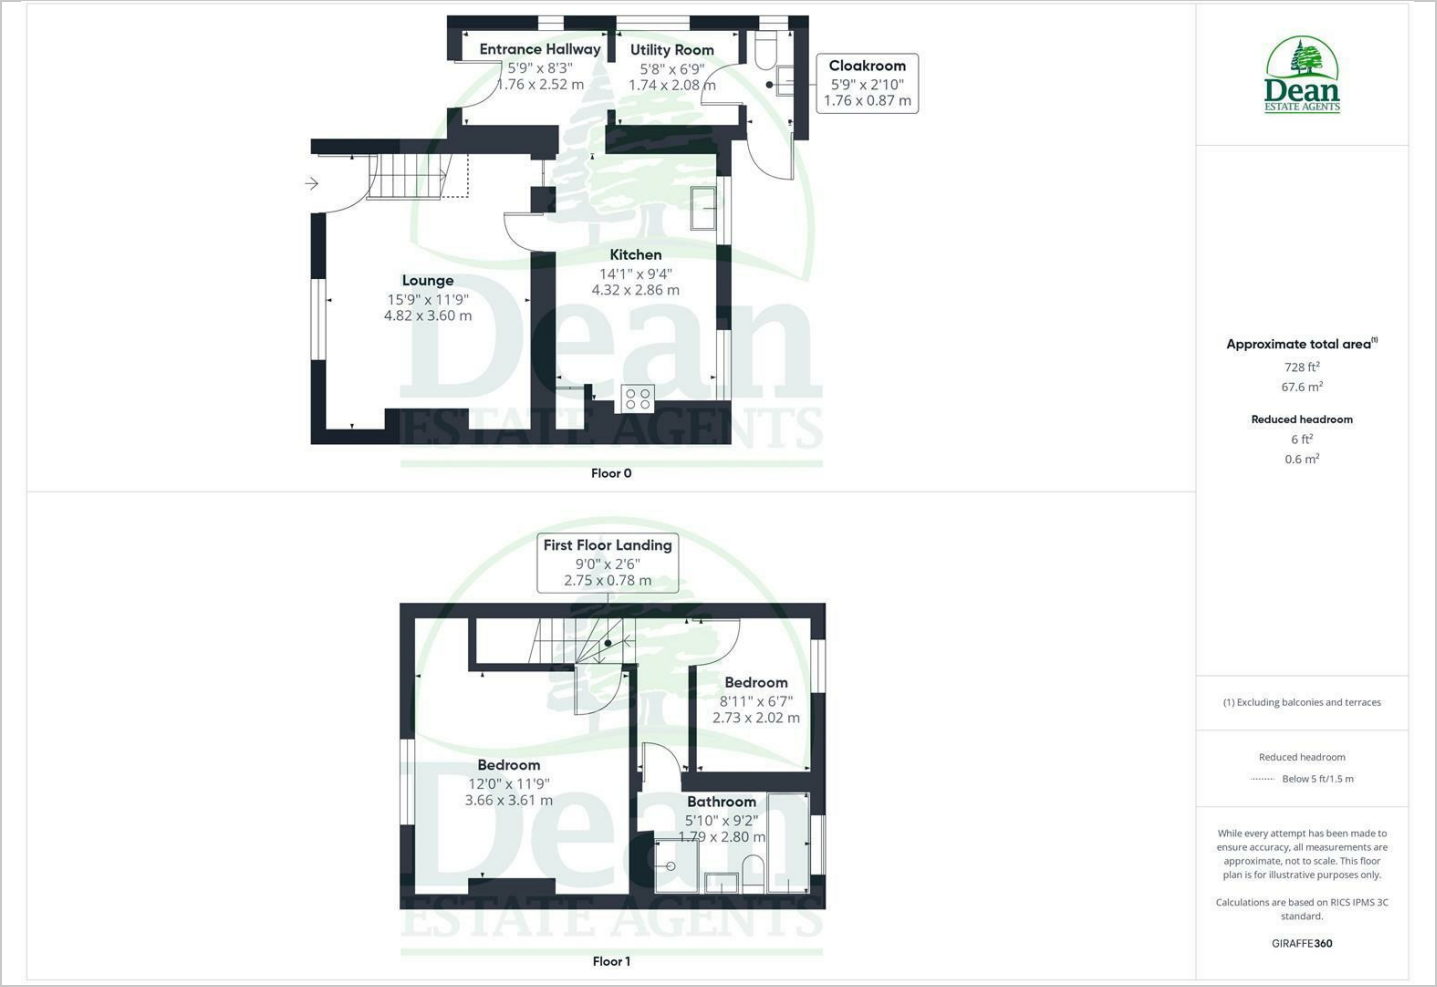 Entrance Hallway
5'9" x 8'3"
1.76 x 2.52 m
Utility Room
5'8" x 6'9"
1.74 x 2.08 m
Cloakroom
5'9" x 2'10"
1.76 x 0.87 m
Kitchen
14'1" x 9'4"
4.32 x 2.86 m
Lounge
15'9" x 11'9"
4.82 x 3.60 m
Dean
ESTATE AGENTS
Floor 0
First Floor Landing
9'0" x 2'6"
2.75 x 0.78 m
Bedroom
8'11" x 6'7"
2.73 x 2.02 m
Bedroom
12'0" x 11'9"
3.66 x 3.61 m
Bathroom
5'10" x 9'2"
1.79 x 2.80 m
Dean
ESTATE AGENTS
Floor 1
Dean
ESTATE AGENTS
Approximate total area(1)
728 ft²
67.6 m²
Reduced headroom
6 ft²
0.6 m²
(1) Excluding balconies and terraces
Reduced headroom
Below 5 ft/1.5 m
While every attempt has been made to
ensure accuracy, all measurements are
approximate, not to scale. This floor
plan is for illustrative purposes only.
Calculations are based on RICS IPMS 3C
standard.
GIRAFFE360